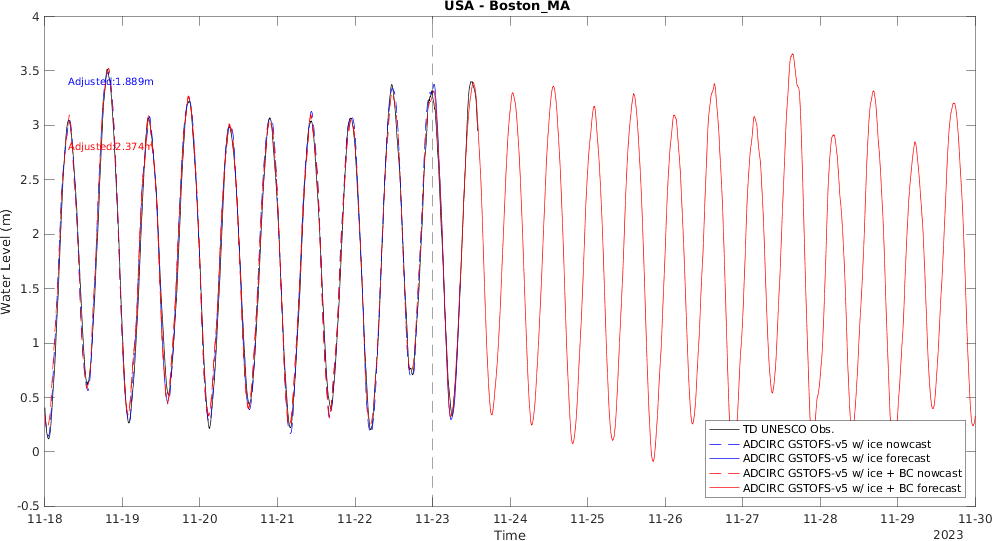 USA - Boston_MA
4
3.5
3
2.5
2
1.5
1
0.5
0
-0.5
Water Level (m)
Adjusted:1.889m
Adjusted:2.374m
TD UNESCO Obs.
ADCIRC GSTOFS-v5 w/ ice nowcast
ADCIRC GSTOFS-v5 w/ ice forecast
ADCIRC GSTOFS-v5 w/ ice + BC nowcast
ADCIRC GSTOFS-v5 w/ ice + BC forecast
11-18 11-19 11-20 11-21 11-22 11-23 11-24 11-25 11-26 11-27 11-28 11-29 11-30
Time
2023